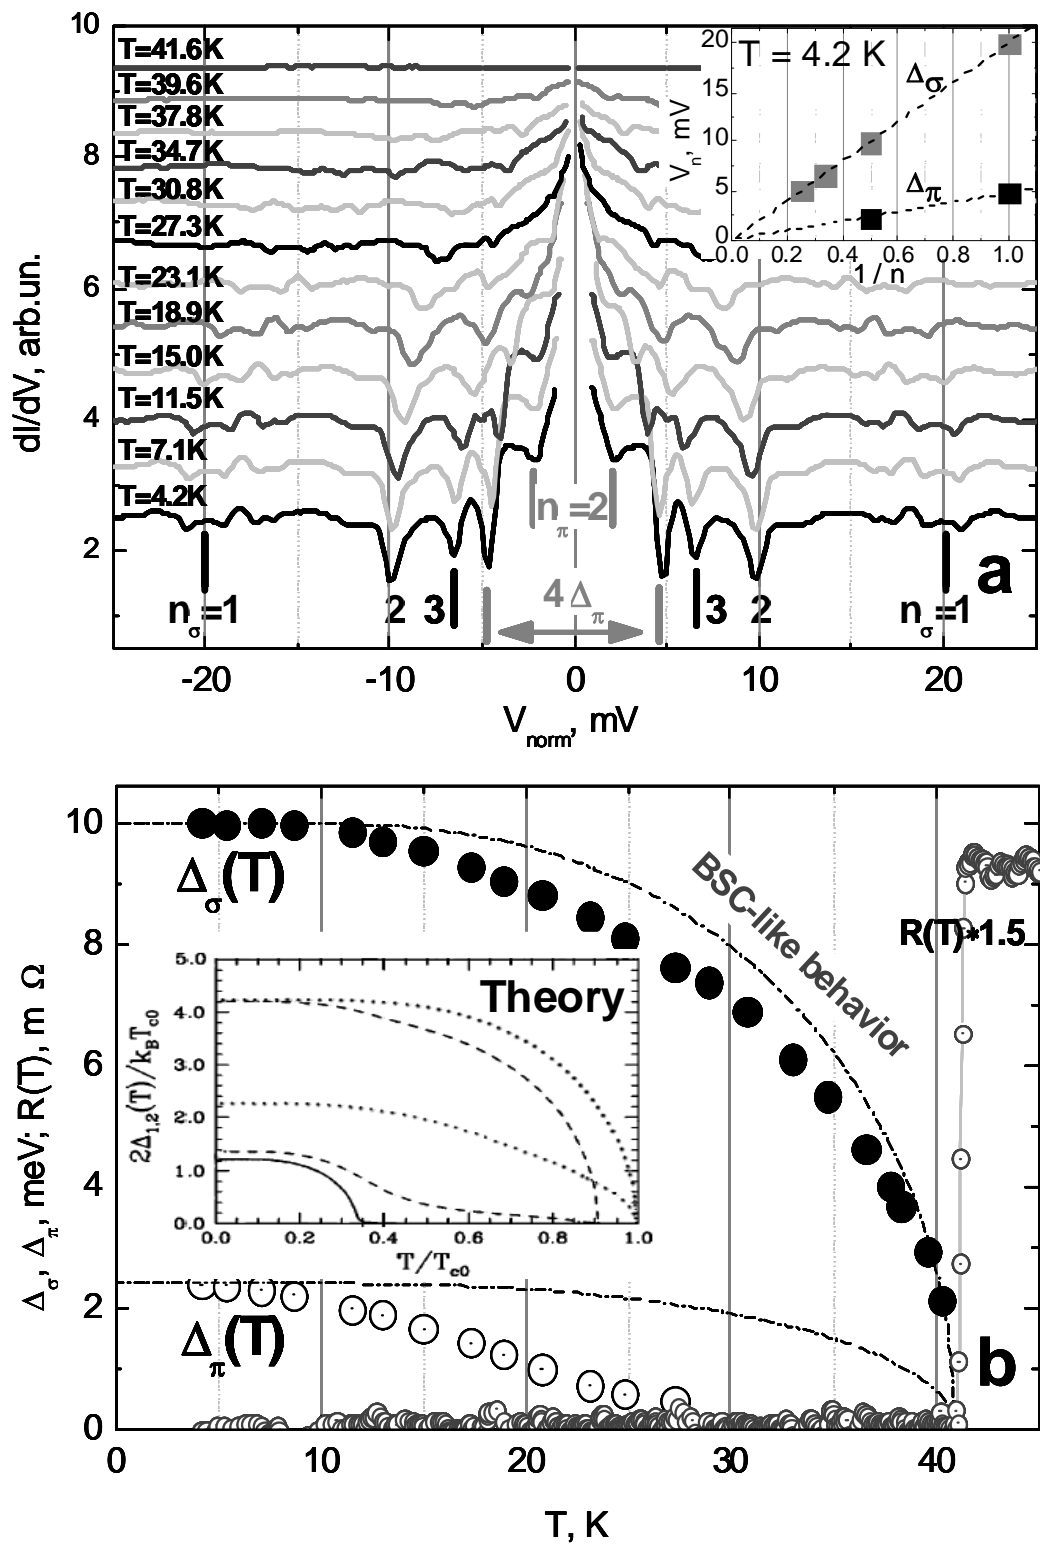 10
8
6
4
2
dI/dV, arb.un.
T=41.6K
T=39.6K
T=37.8K
T=34.7K
T=30.8K
T=27.3K
T=23.1K
T=18.9K
T=15.0K
T=11.5K
T=7.1K
T=4.2K
20
15
10
5
0
V_n, mV
T = 4.2 K
Δ_σ
Δ_π
0.0 0.2 0.4 0.6 0.8 1.0
1 / n
n_π=2
a
n_σ=1 2 3 4 Δ_π 3 2 n_σ=1
-20 -10 0 10 20
V_norm, mV
10
8
6
4
2
0
Δ_σ, Δ_π, meV; R(T), m Ω
Δ_σ(T)
BSC-like behavior
R(T)*1.5
5.0
4.0
3.0
2.0
1.0
0.0
2Δ_1,2(T)/k_BT_c0
Theory
0.0 0.2 0.4 0.6 0.8 1.0
T/T_c0
Δ_π(T)
b
0 10 20 30 40
T, K